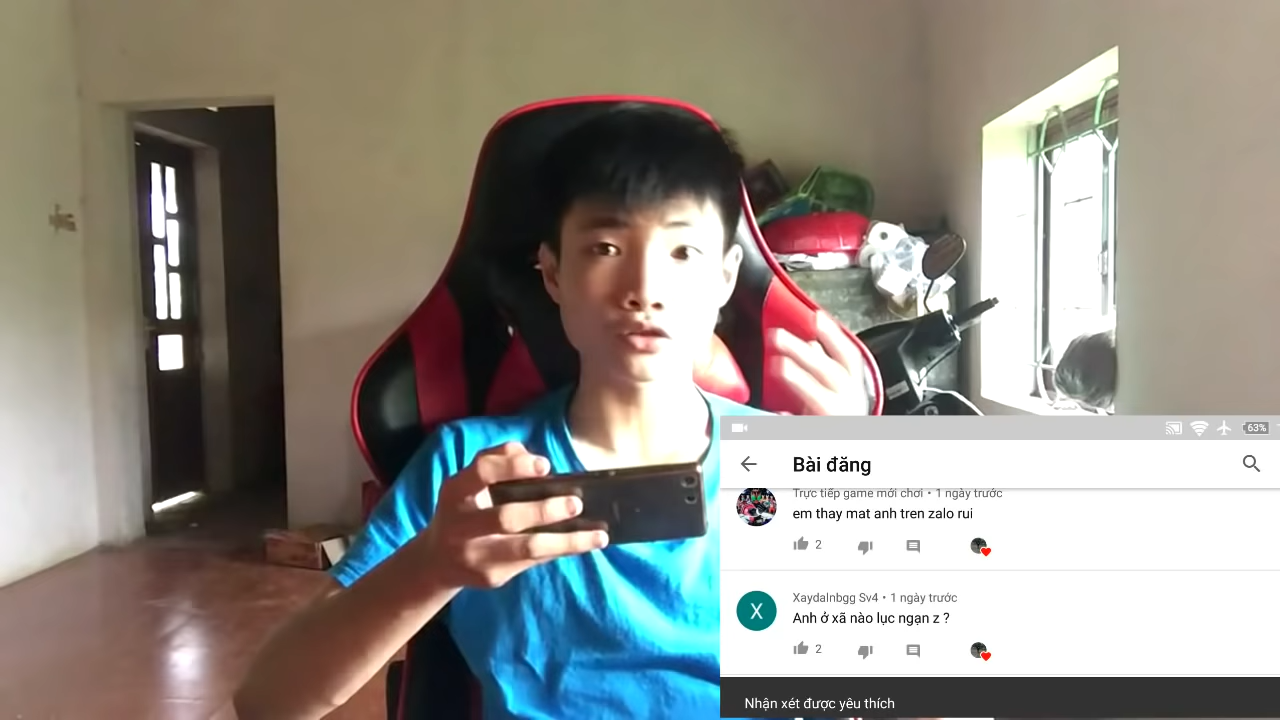 63%
Bài đăng
Trực tiếp game mới chơi • 1 ngày trước
em thay mat anh tren zalo rui
2
X
XaydaInbgg Sv4 • 1 ngày trước
Anh ở xã nào lục ngạn z ?
2
Nhận xét được yêu thích